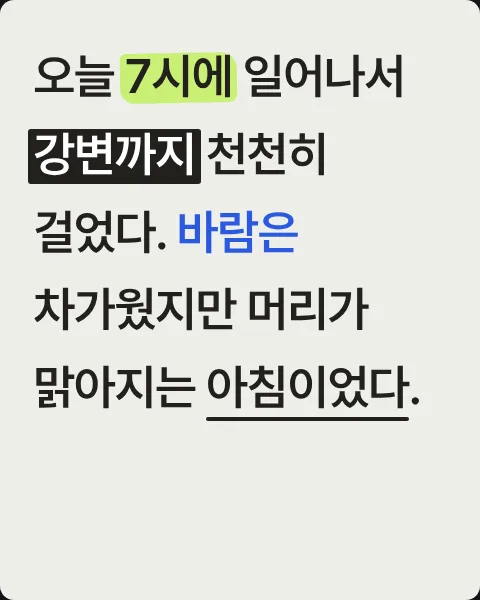 오늘 7시에 일어나서
강변까지 천천히
걸었다. 바람은
차가웠지만 머리가
맑아지는 아침이었다.